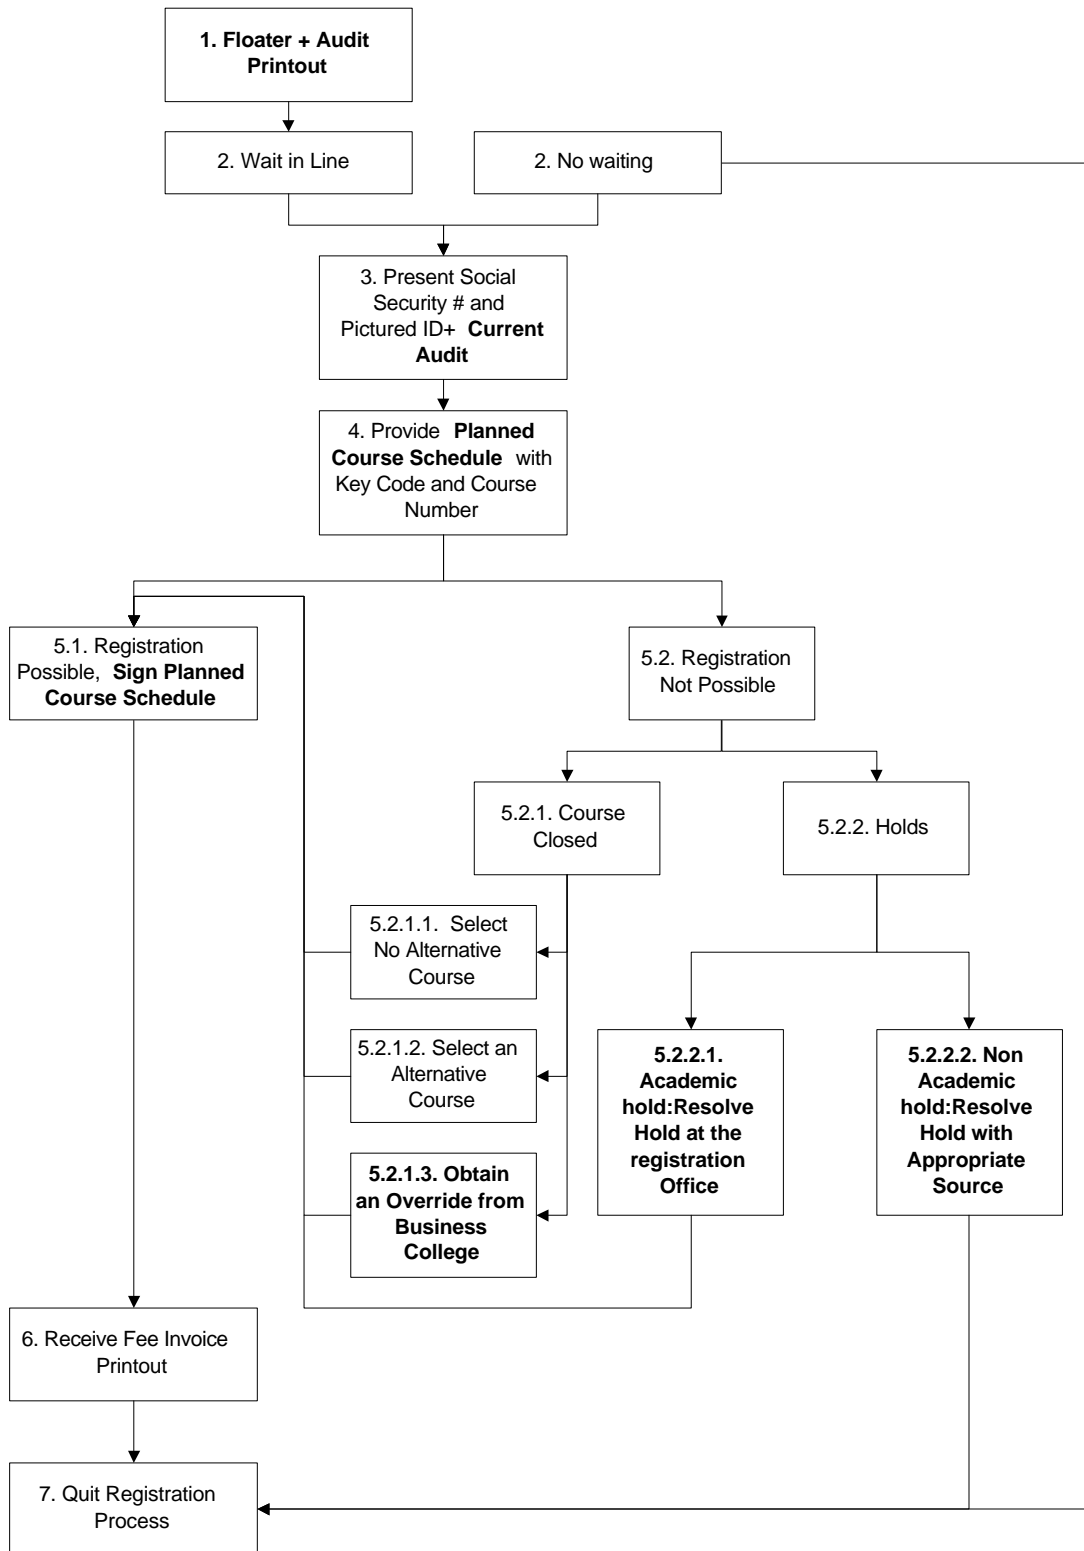 1. Floater + Audit
Printout
2. Wait in Line
2. No waiting
3. Present Social
Security # and
Pictured ID+ Current
Audit
4. Provide Planned
Course Schedule with
Key Code and Course
Number
5.1. Registration
Possible, Sign Planned
Course Schedule
5.2. Registration
Not Possible
5.2.1. Course
Closed
5.2.2. Holds
5.2.1.1. Select
No Alternative
Course
5.2.1.2. Select an
Alternative
Course
5.2.1.3. Obtain
an Override from
Business
College
5.2.2.1.
Academic
hold:Resolve
Hold at the
registration
Office
5.2.2.2. Non
Academic
hold:Resolve
Hold with
Appropriate
Source
6. Receive Fee Invoice
Printout
7. Quit Registration
Process